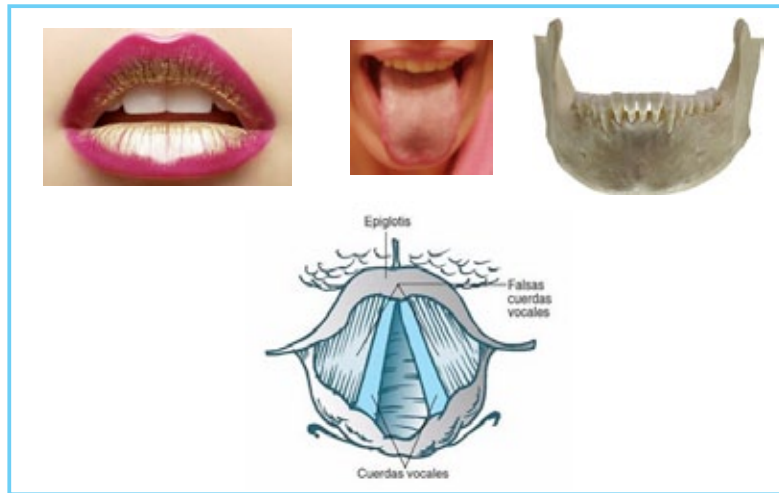 Epiglotis
Falsas
cuerdas
vocales
Cuerdas vocales